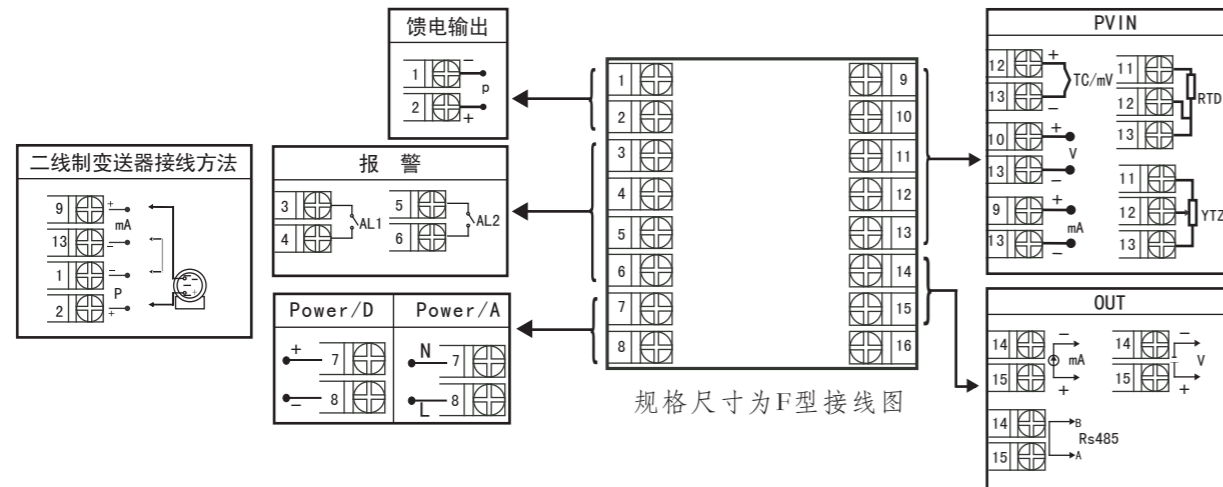 馈电输出
1
-
p
2
+
二线制变送器接线方法
9
+
mA
13
-
1
-
P
2
+
-
+
报 警
3
AL1
4
5
AL2
6
Power/D
+
7
-
8
Power/A
N
7
L
8
1
2
3
4
5
6
7
8
9
10
11
12
13
14
15
16
规格尺寸为F型接线图
PVIN
12
+
TC/mV
13
-
10
+
V
13
-
9
+
mA
13
-
11
12
RTD
13
11
12
YTZ
13
OUT
14
-
mA
15
+
14
-
V
15
+
14
B
Rs485
15
A